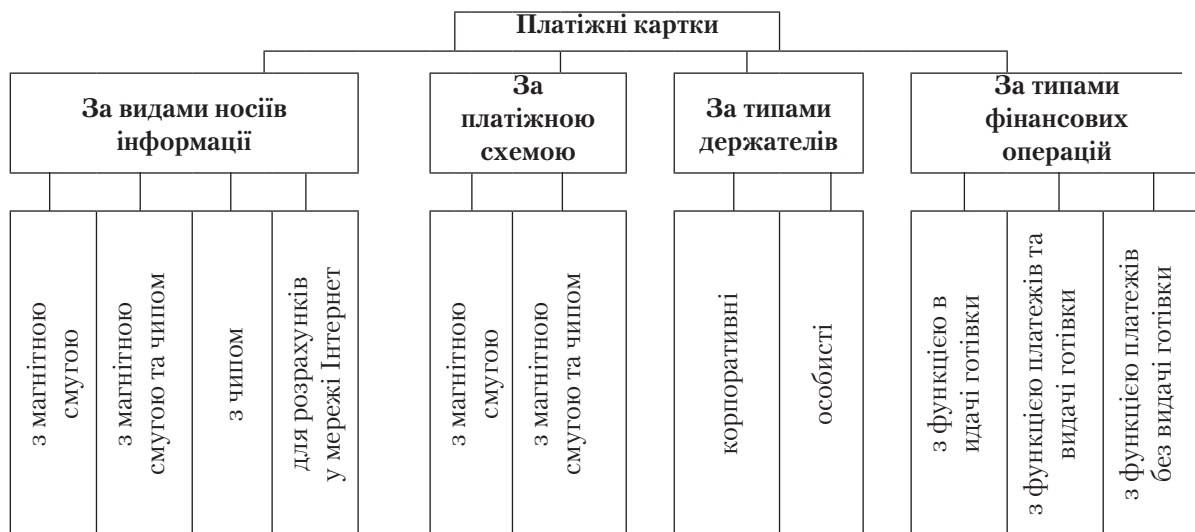 Платіжні картки
За видами носіїв
інформації
За
платіжною
схемою
За типами
держателів
За типами
фінансових
операцій
з магнітною
смугою
з магнітною
смугою та чипом
з чипом
для розрахунків
у мережі Інтернет
з магнітною
смугою
з магнітною
смугою та чипом
корпоративні
особисті
з функцією в
идачі готівки
з функцією платежів та
видачі готівки
з функцією платежів
без видачі готівки